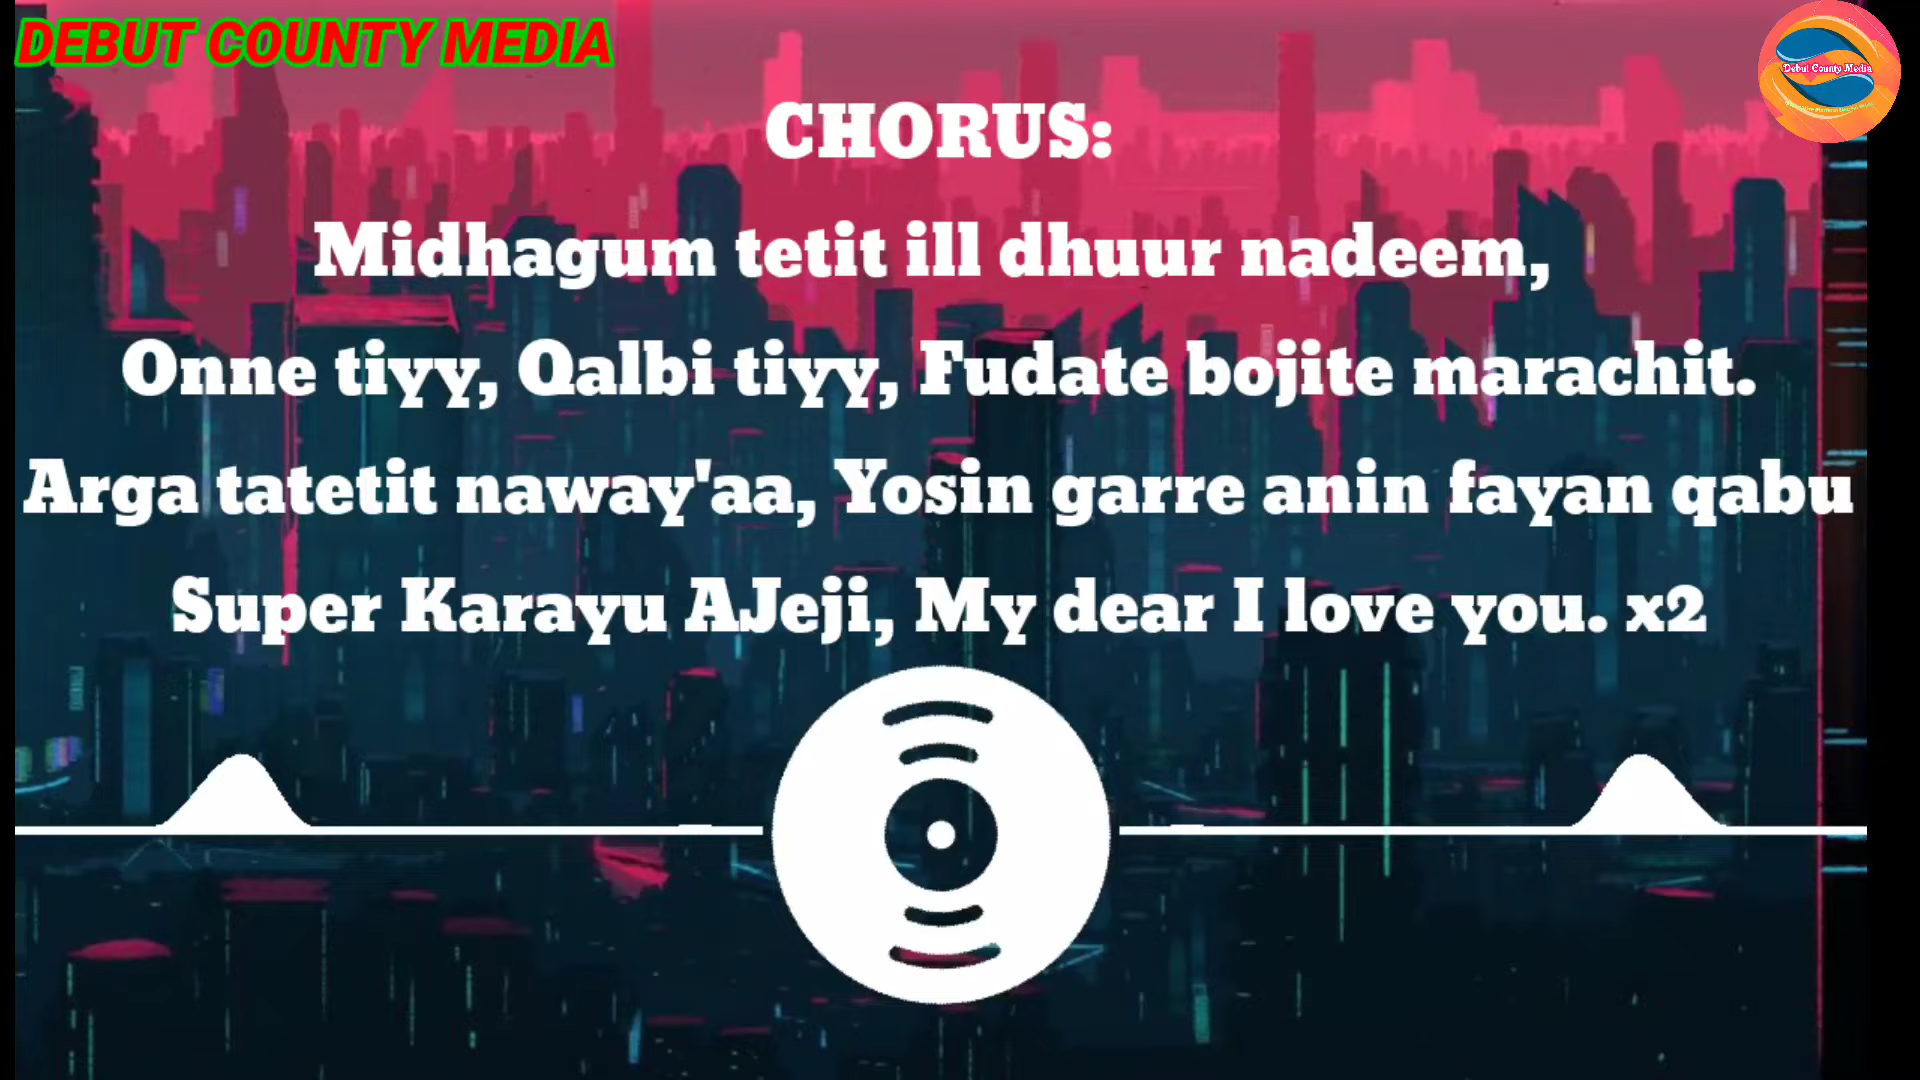 DEBUT COUNTY MEDIA
Debut County Media
CHORUS:
Midhagum tetit ill dhuur nadeem,
Onne tiyy, Qalbi tiyy, Fudate bojite marachit.
Arga tatetit naway'aa, Yosin garre anin fayan qabu
Super Karayu AJeji, My dear I love you. x2